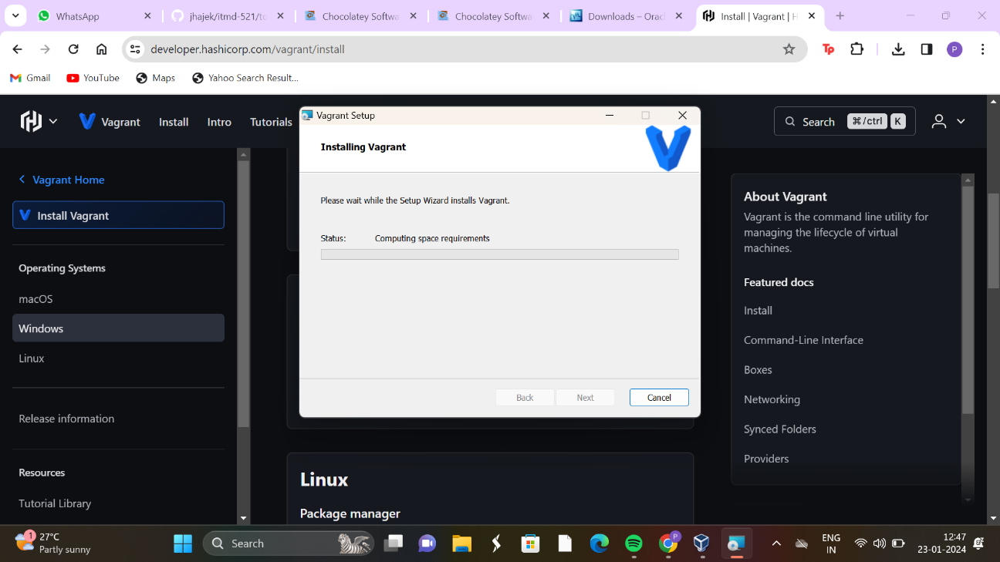 WhatsApp
jhajek/itmd-521/to
Chocolatey Softwa
Chocolatey Softwa
Downloads – Orac
Install | Vagrant | H
developer.hashicorp.com/vagrant/install
Tp
P
Gmail
YouTube
Maps
Yahoo Search Result...
Vagrant
Install
Intro
Tutorials
Search
⌘/ctrl
K
Vagrant Home
Install Vagrant
Operating Systems
macOS
Windows
Linux
Release information
Resources
Tutorial Library
Vagrant Setup
Installing Vagrant
Please wait while the Setup Wizard installs Vagrant.
Status: Computing space requirements
Back
Next
Cancel
Linux
Package manager
About Vagrant
Vagrant is the command line utility for
managing the lifecycle of virtual
machines.
Featured docs
Install
Command-Line Interface
Boxes
Networking
Synced Folders
Providers
1
27°C
Partly sunny
Search
P
ENG
IN
12:47
23-01-2024